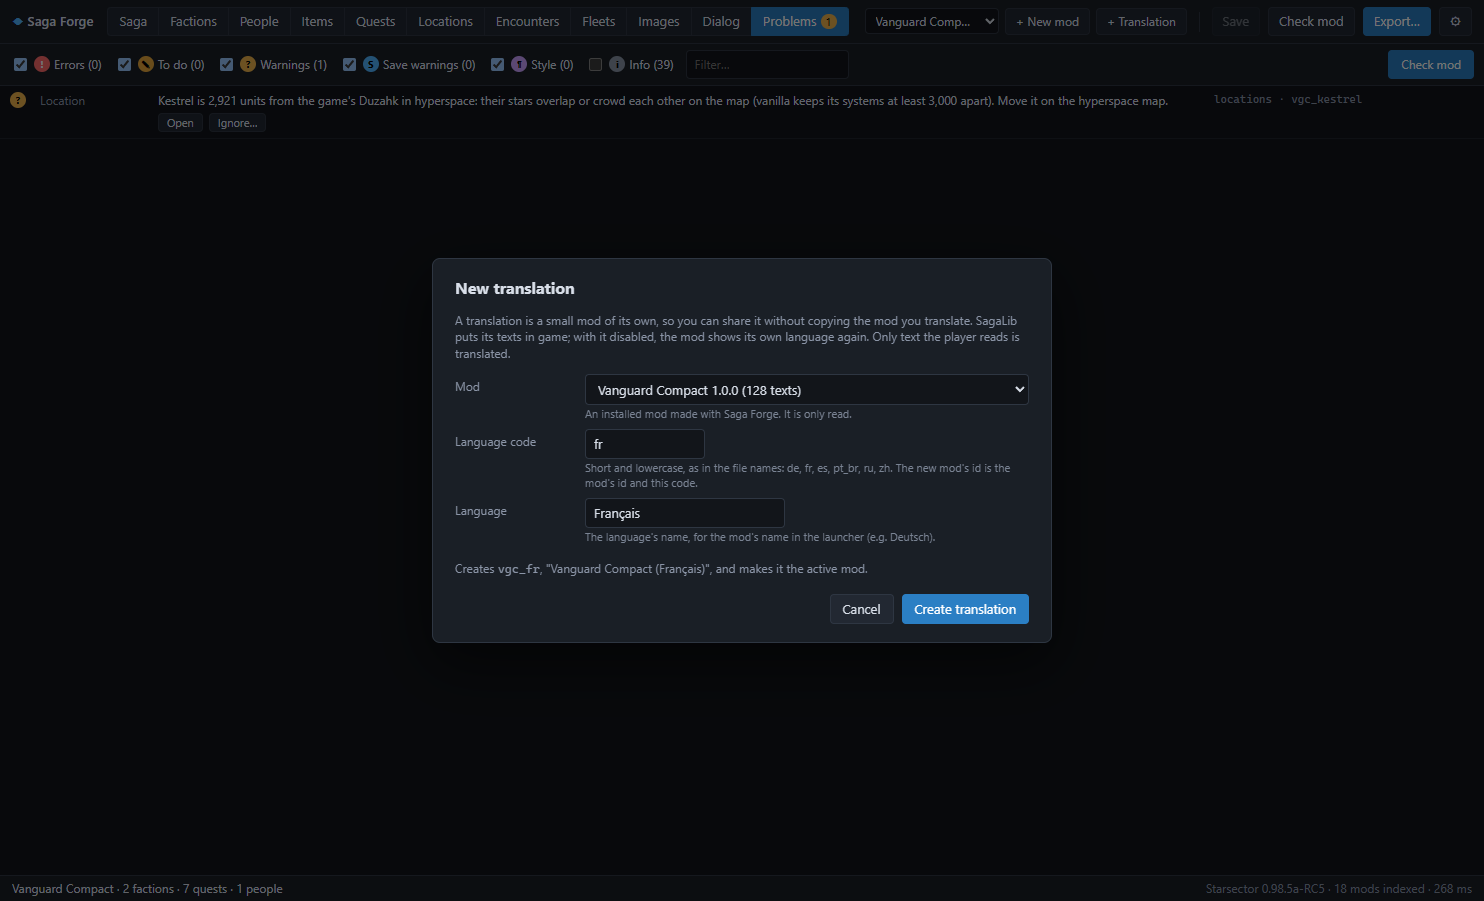 Saga Forge
Saga
Factions
People
Items
Quests
Locations
Encounters
Fleets
Images
Dialog
Problems 1
Vanguard Comp...
+ New mod
+ Translation
Save
Check mod
Export...
! Errors (0)
To do (0)
? Warnings (1)
S Save warnings (0)
¶ Style (0)
i Info (39)
Filter...
Check mod
? Location
Kestrel is 2,921 units from the game's Duzahk in hyperspace: their stars overlap or crowd each other on the map (vanilla keeps its systems at least 3,000 apart). Move it on the hyperspace map.
locations · vgc_kestrel
Open
Ignore...
New translation
A translation is a small mod of its own, so you can share it without copying the mod you translate. SagaLib
puts its texts in game; with it disabled, the mod shows its own language again. Only text the player reads is
translated.
Mod
Vanguard Compact 1.0.0 (128 texts)
An installed mod made with Saga Forge. It is only read.
Language code
fr
Short and lowercase, as in the file names: de, fr, es, pt_br, ru, zh. The new mod's id is the
mod's id and this code.
Language
Français
The language's name, for the mod's name in the launcher (e.g. Deutsch).
Creates vgc_fr, "Vanguard Compact (Français)", and makes it the active mod.
Cancel
Create translation
Vanguard Compact · 2 factions · 7 quests · 1 people
Starsector 0.98.5a-RC5 · 18 mods indexed · 268 ms